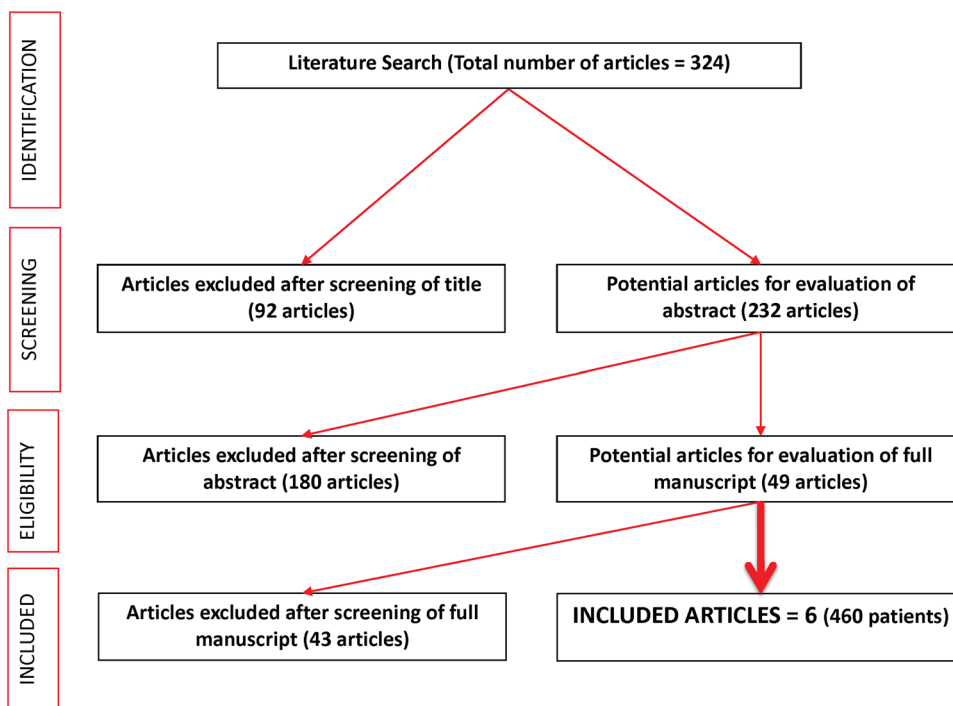 IDENTIFICATION
Literature Search (Total number of articles = 324)
SCREENING
Articles excluded after screening of title
(92 articles)
Potential articles for evaluation of
abstract (232 articles)
ELIGIBILITY
Articles excluded after screening of
abstract (180 articles)
Potential articles for evaluation of full
manuscript (49 articles)
INCLUDED
Articles excluded after screening of full
manuscript (43 articles)
INCLUDED ARTICLES = 6 (460 patients)